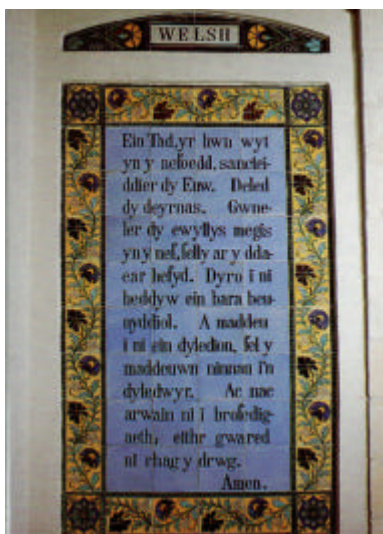 WELSH
Ein Tad, yr hwn wyt
yn y nefoedd, sanctei-
ddier dy Enw. Deled
dy deyrnas. Gwne-
ler dy ewyllys megis
yn y nef, felly ar y dda-
ear hefyd. Dyro i ni
heddyw ein bara beu-
nyddiol. A maddeu
i ni ein dyledion, fel y
maddeuwn ninnau i'n
dyledwyr. Ac nac
arwain ni i brofedig-
aeth, eithr gwared
ni rhag y drwg.
Amen.